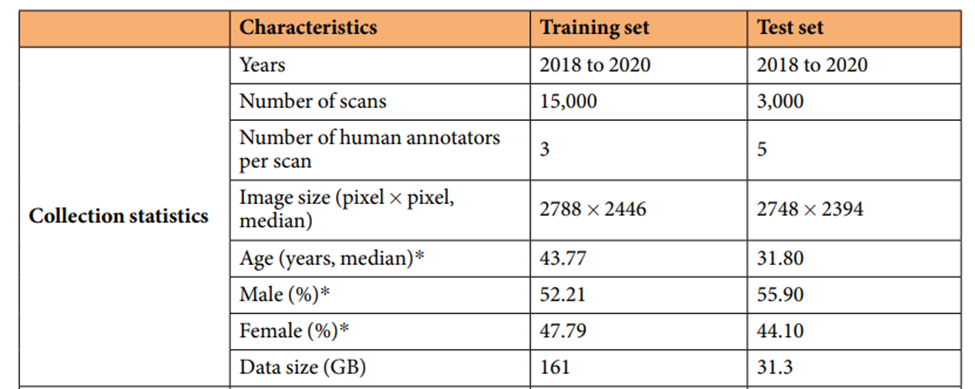 Characteristics Training set Test set
Collection statistics
Years 2018 to 2020 2018 to 2020
Number of scans 15,000 3,000
Number of human annotators
per scan 3 5
Image size (pixel × pixel,
median) 2788 × 2446 2748 × 2394
Age (years, median)* 43.77 31.80
Male (%)* 52.21 55.90
Female (%)* 47.79 44.10
Data size (GB) 161 31.3